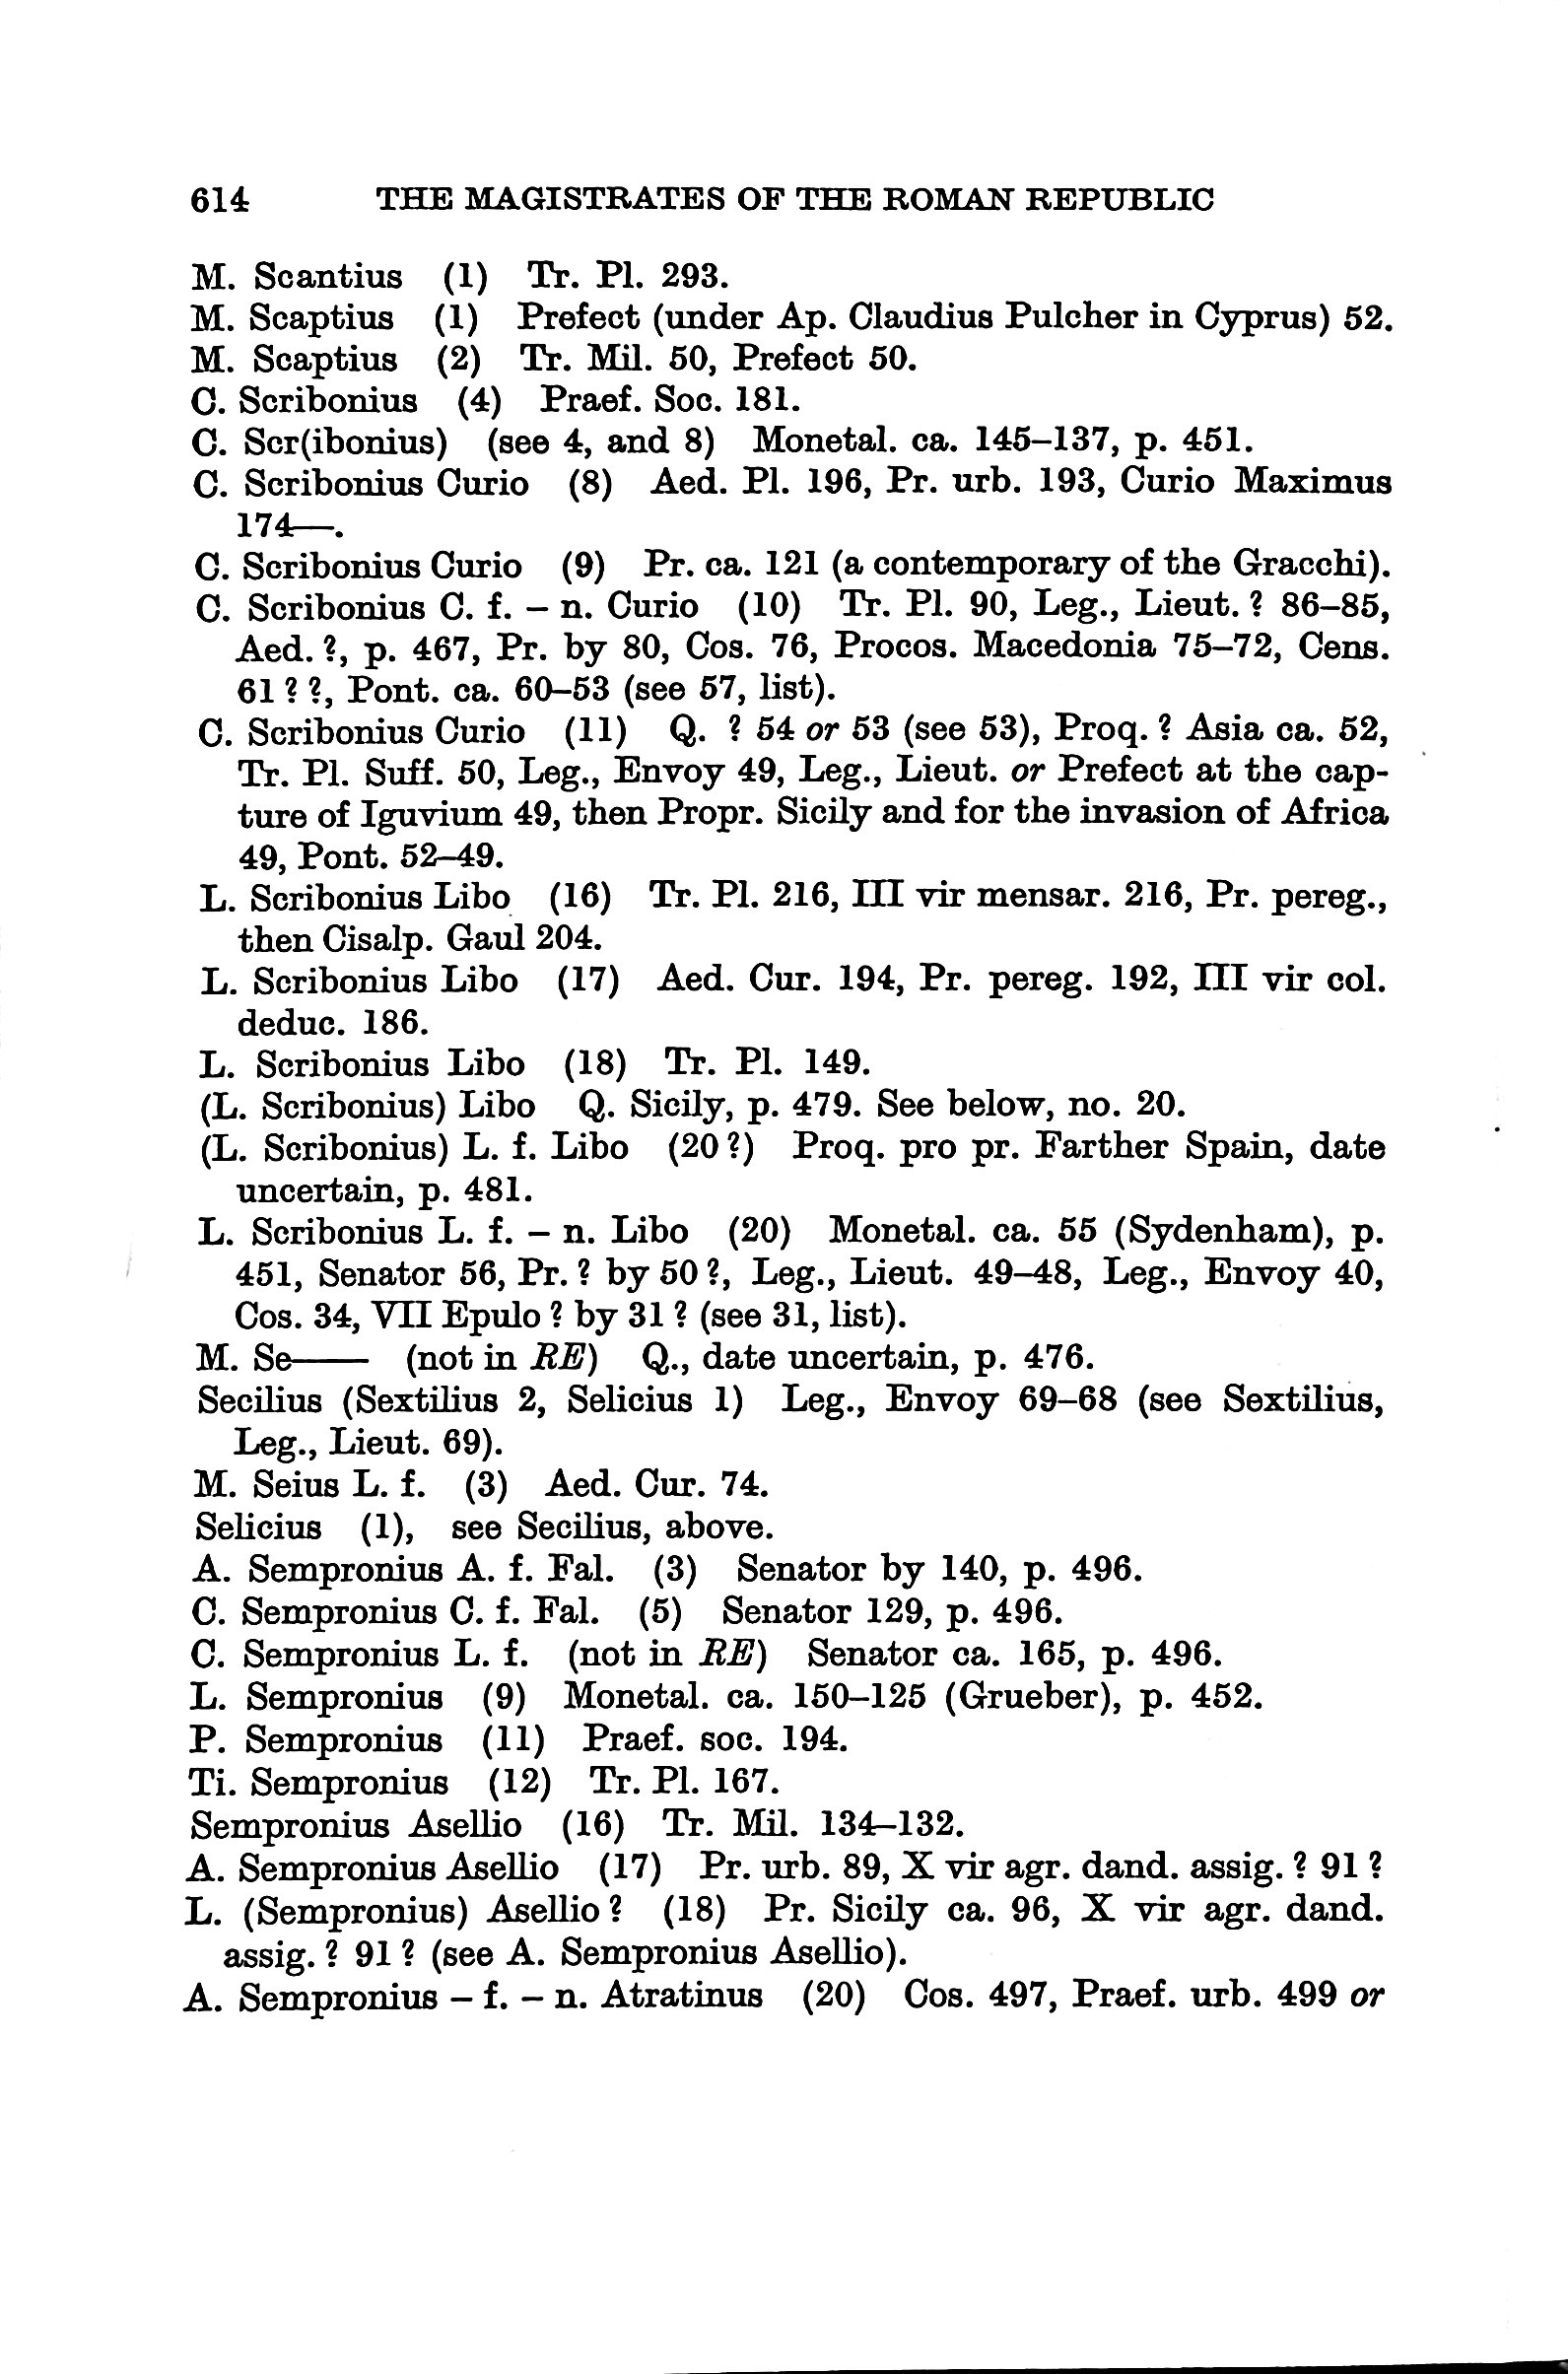 614 THE MAGISTRATES OF THE ROMAN REPUBLIC
M. Scantius (1) Tr. Pl. 293.
M. Scaptius (1) Prefect (under Ap. Claudius Pulcher in Cyprus) 52.
M. Scaptius (2) Tr. Mil. 50, Prefect 50.
C. Scribonius (4) Praef. Soc. 181.
C. Scr(ibonius) (see 4, and 8) Monetal. ca. 145–137, p. 451.
C. Scribonius Curio (8) Aed. Pl. 196, Pr. urb. 193, Curio Maximus
174—.
C. Scribonius Curio (9) Pr. ca. 121 (a contemporary of the Gracchi).
C. Scribonius C. f. – n. Curio (10) Tr. Pl. 90, Leg., Lieut. ? 86–85,
Aed. ?, p. 467, Pr. by 80, Cos. 76, Procos. Macedonia 75–72, Cens.
61 ? ?, Pont. ca. 60–53 (see 57, list).
C. Scribonius Curio (11) Q. ? 54 or 53 (see 53), Proq. ? Asia ca. 52,
Tr. Pl. Suff. 50, Leg., Envoy 49, Leg., Lieut. or Prefect at the cap-
ture of Iguvium 49, then Propr. Sicily and for the invasion of Africa
49, Pont. 52–49.
L. Scribonius Libo (16) Tr. Pl. 216, III vir mensar. 216, Pr. pereg.,
then Cisalp. Gaul 204.
L. Scribonius Libo (17) Aed. Cur. 194, Pr. pereg. 192, III vir col.
deduc. 186.
L. Scribonius Libo (18) Tr. Pl. 149.
(L. Scribonius) Libo Q. Sicily, p. 479. See below, no. 20.
(L. Scribonius) L. f. Libo (20 ?) Proq. pro pr. Farther Spain, date
uncertain, p. 481.
L. Scribonius L. f. – n. Libo (20) Monetal. ca. 55 (Sydenham), p.
451, Senator 56, Pr. ? by 50 ?, Leg., Lieut. 49–48, Leg., Envoy 40,
Cos. 34, VII Epulo ? by 31 ? (see 31, list).
M. Se—— (not in RE) Q., date uncertain, p. 476.
Secilius (Sextilius 2, Selicius 1) Leg., Envoy 69–68 (see Sextilius,
Leg., Lieut. 69).
M. Seius L. f. (3) Aed. Cur. 74.
Selicius (1), see Secilius, above.
A. Sempronius A. f. Fal. (3) Senator by 140, p. 496.
C. Sempronius C. f. Fal. (5) Senator 129, p. 496.
C. Sempronius L. f. (not in RE) Senator ca. 165, p. 496.
L. Sempronius (9) Monetal. ca. 150–125 (Grueber), p. 452.
P. Sempronius (11) Praef. soc. 194.
Ti. Sempronius (12) Tr. Pl. 167.
Sempronius Asellio (16) Tr. Mil. 134–132.
A. Sempronius Asellio (17) Pr. urb. 89, X vir agr. dand. assig. ? 91 ?
L. (Sempronius) Asellio ? (18) Pr. Sicily ca. 96, X vir agr. dand.
assig. ? 91 ? (see A. Sempronius Asellio).
A. Sempronius – f. – n. Atratinus (20) Cos. 497, Praef. urb. 499 or